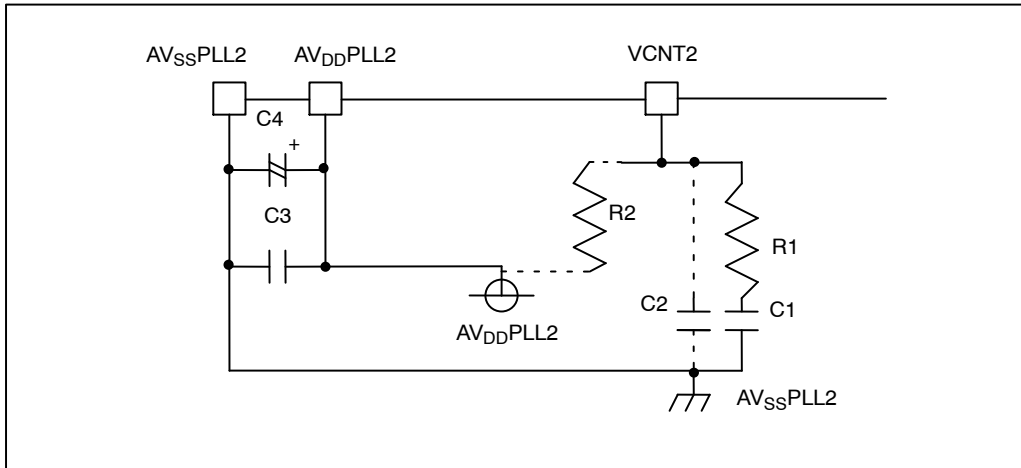 AVSSPLL2 AVDDPLL2 VCNT2
C4
+
C3
R2
R1
C2 C1
AVDDPLL2
AVSSPLL2